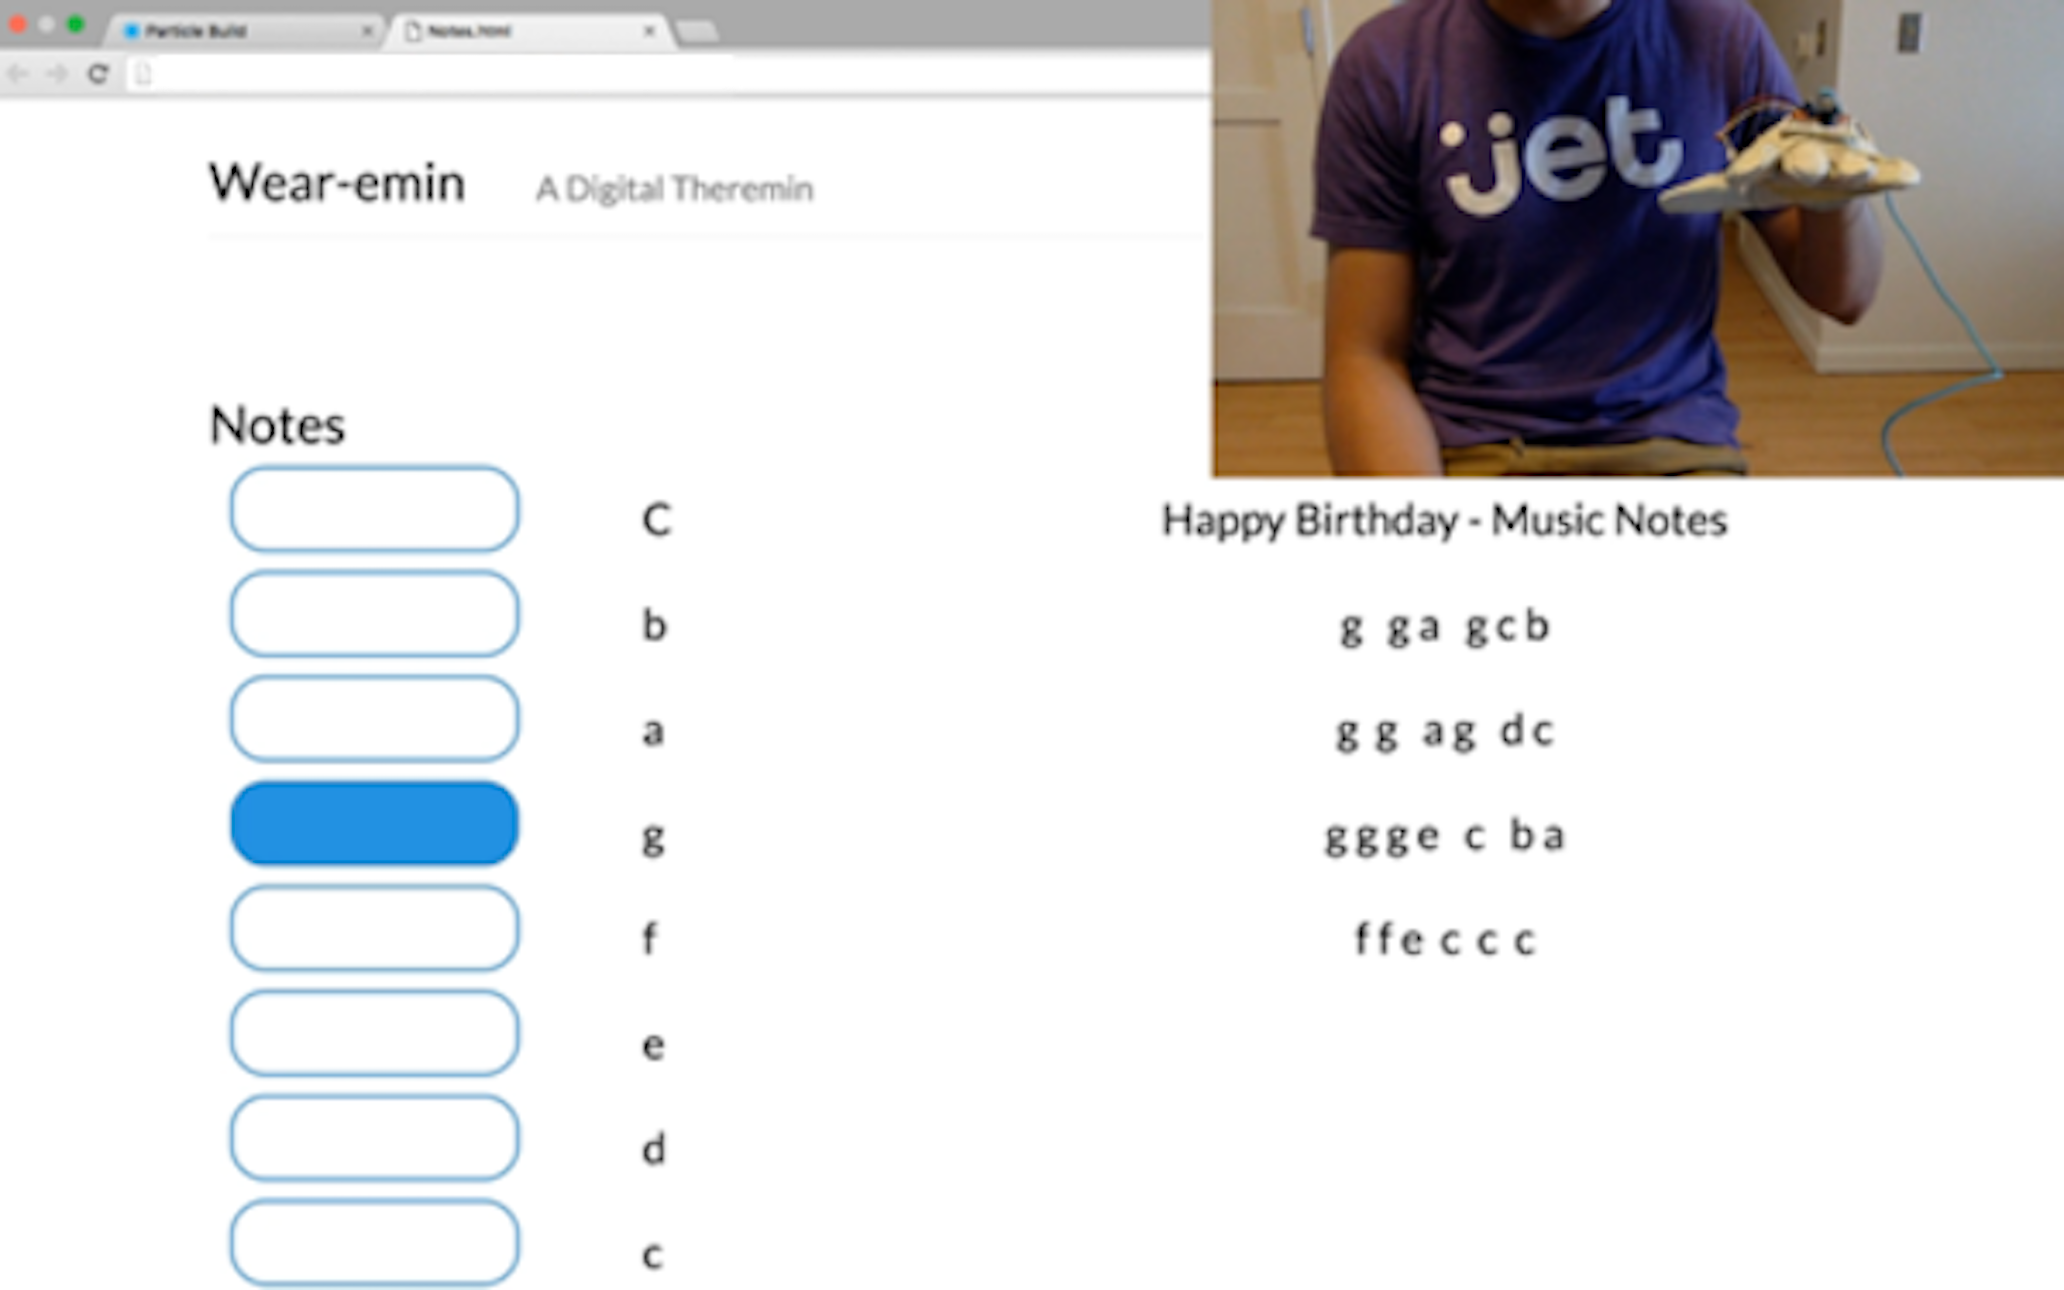 Particle Build
Notes.html
Wear-emin A Digital Theremin
jet
Notes
C
b
a
g
f
e
d
c
Happy Birthday - Music Notes
g ga gcb
g g ag dc
ggge c ba
ffe c c c